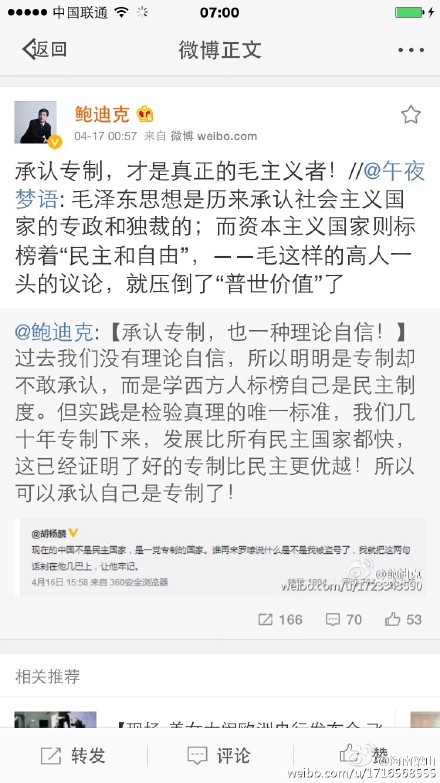 中国联通
07:00
返回
微博正文
鲍迪克
04-17 00:57 来自 微博 weibo.com
承认专制，才是真正的毛主义者！//@午夜
梦语: 毛泽东思想是历来承认社会主义国
家的专政和独裁的；而资本主义国家则标
榜着“民主和自由”，——毛这样的高人一
头的议论，就压倒了“普世价值”了
@鲍迪克:【承认专制，也一种理论自信！】
过去我们没有理论自信，所以明明是专制却
不敢承认，而是学西方人标榜自己是民主制
度。但实践是检验真理的唯一标准，我们几
十年专制下来，发展比所有民主国家都快，
这已经证明了好的专制比民主更优越！所以
可以承认自己是专制了！
@胡杨麟
现在的中国不是民主国家，是一党专制的国家。谁再来罗嗦说什么是不是我被盗号了，我就把这两句
话刻在他几巴上，让他牢记。
4月16日 15:58 来自 360安全浏览器
166 70 53
相关推荐
转发 评论 赞
weibo.com/u/1716568555